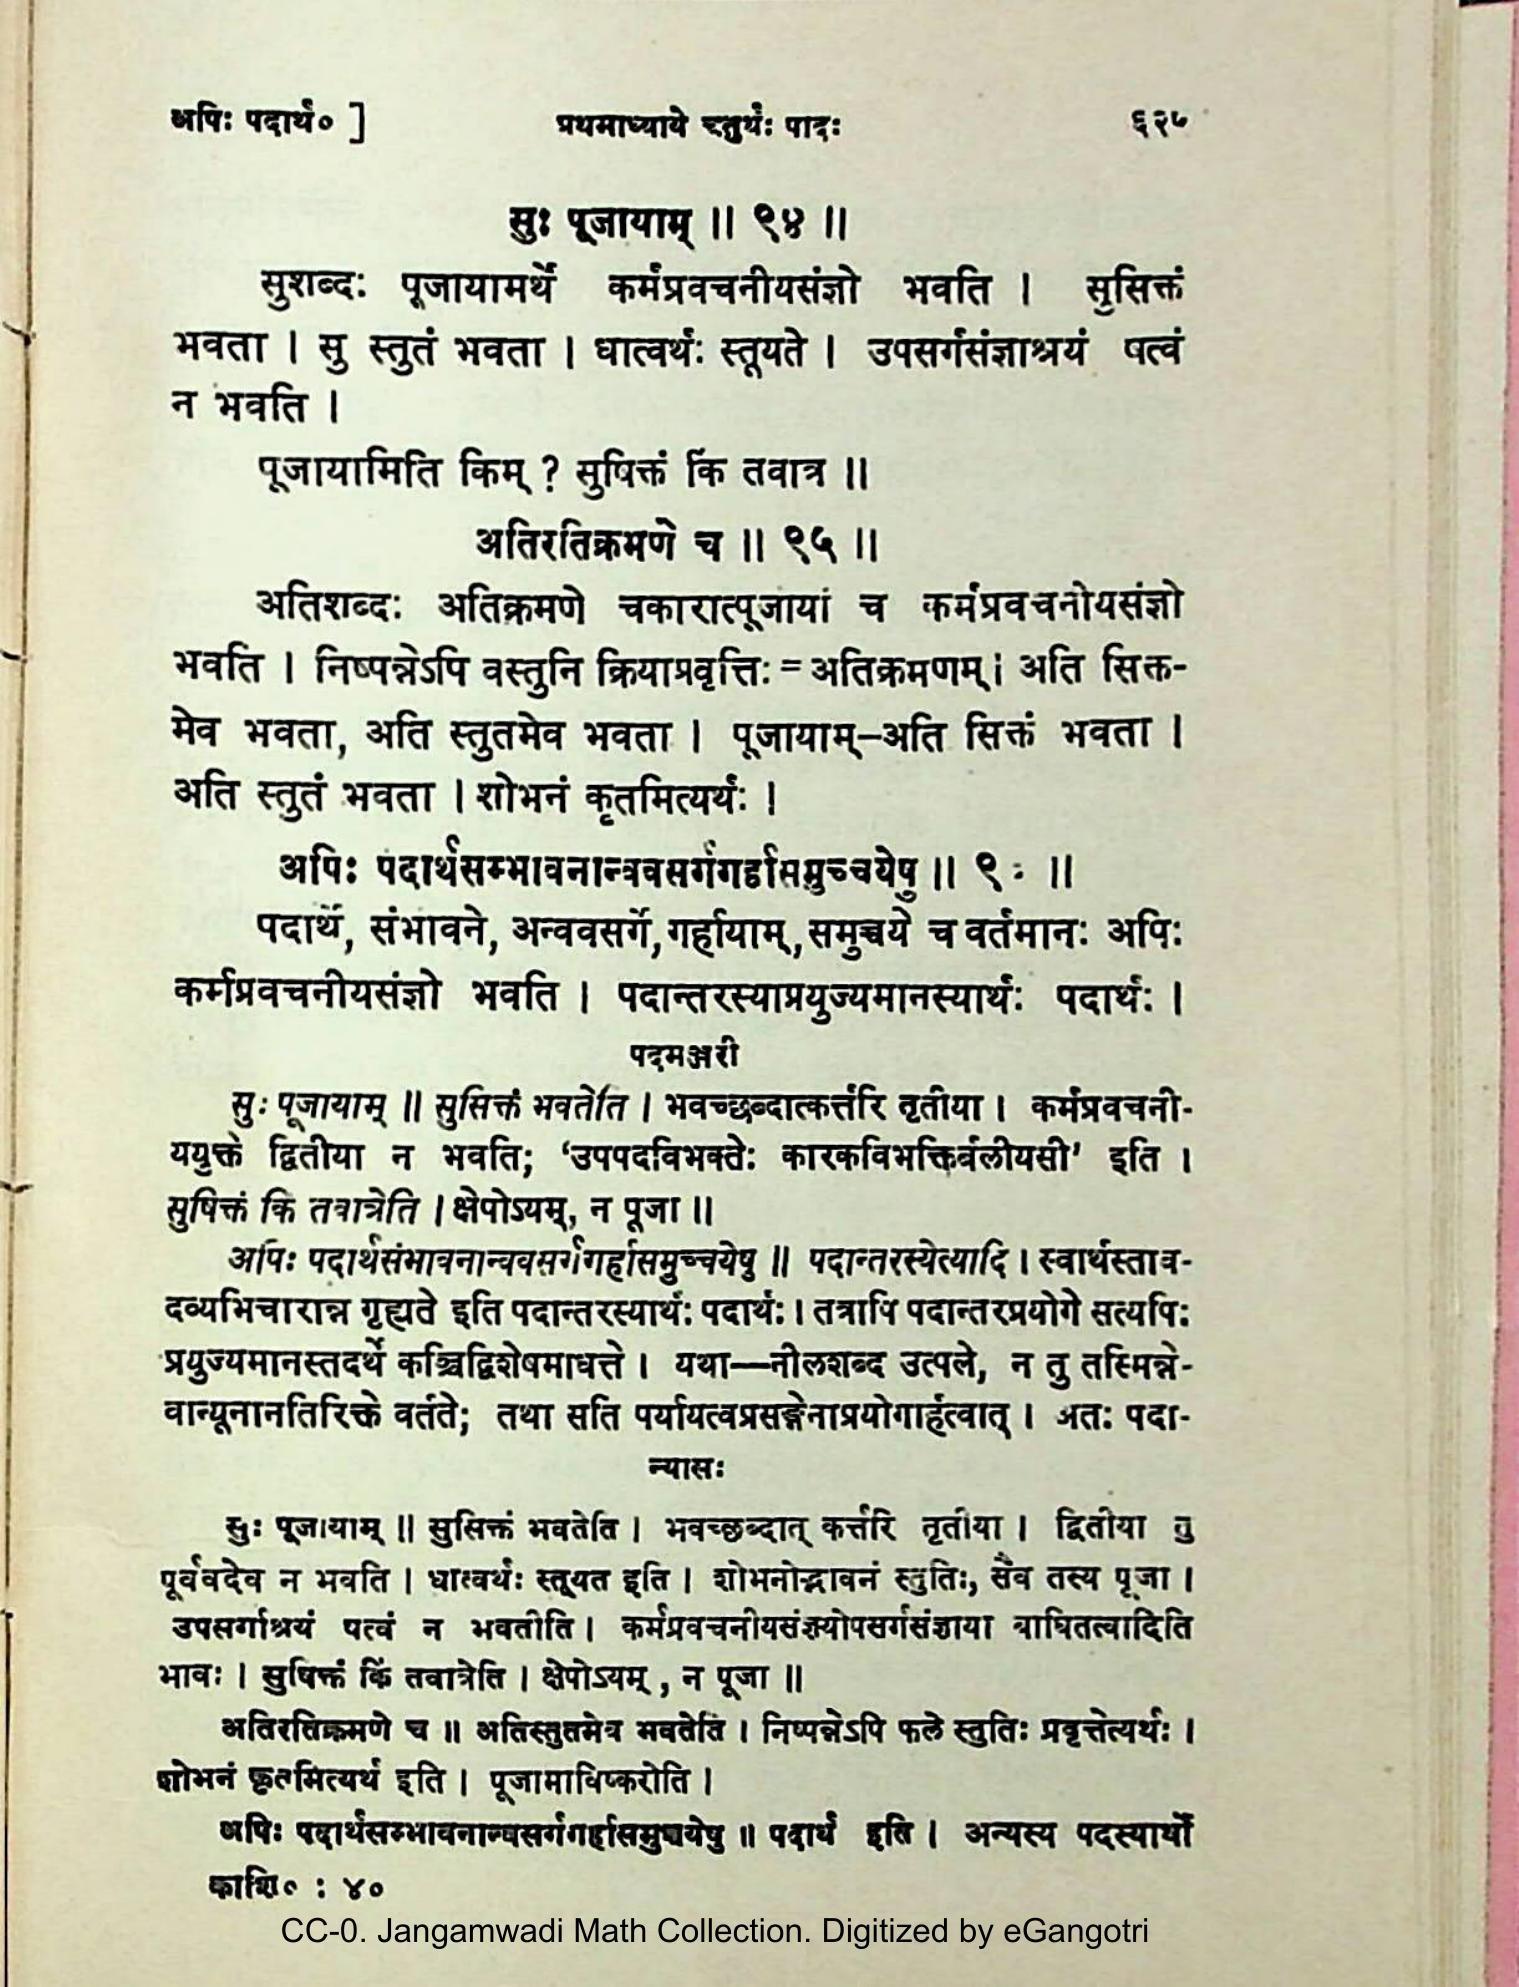 अपिः पदार्थ० ] प्रथमाध्याये चतुर्थः पादः ६२५
सुः पूजायाम् ॥ ९४ ॥
सुशब्दः पूजायामर्थे कर्मप्रवचनीयसंज्ञो भवति । सुसिक्तं
भवता । सु स्तुतं भवता । धात्वर्थः स्तूयते । उपसर्गसंज्ञाश्रयं षत्वं
न भवति ।
पूजायामिति किम् ? सुषिक्तं किं तवात्र ॥
अतिरतिक्रमणे च ॥ ९५ ॥
अतिशब्दः अतिक्रमणे चकारात्पूजायां च कर्मप्रवचनोयसंज्ञो
भवति । निष्पन्नेऽपि वस्तुनि क्रियाप्रवृत्तिः = अतिक्रमणम् । अति सिक्त-
मेव भवता, अति स्तुतमेव भवता । पूजायाम्–अति सिक्तं भवता ।
अति स्तुतं भवता । शोभनं कृतमित्यर्थः ।
अपिः पदार्थसम्भावनान्ववसर्गगर्हासमुच्चयेषु ॥ ९ ॥
पदार्थे, संभावने, अन्ववसर्गे, गर्हायाम्, समुच्चये च वर्तमानः अपिः
कर्मप्रवचनीयसंज्ञो भवति । पदान्तरस्याप्रयुज्यमानस्यार्थः पदार्थः ।
पदमञ्जरी
सुः पूजायाम् ॥ सुसिक्तं भवतेति । भवच्छब्दात्कर्त्तरि तृतीया । कर्मप्रवचनी-
ययुक्ते द्वितीया न भवति; ‘उपपदविभक्तेः कारकविभक्तिर्बलीयसी’ इति ।
सुषिक्तं किं तवात्रेति । क्षेपोऽयम्, न पूजा ॥
अपिः पदार्थसंभावनान्ववसर्गगर्हासमुच्चयेषु ॥ पदान्तरस्येत्यादि । स्वार्थस्ताव-
दव्यभिचारान्न गृह्यते इति पदान्तरस्यार्थः पदार्थः । तत्रापि पदान्तरप्रयोगे सत्यपिः
प्रयुज्यमानस्तदर्थे कञ्चिद्विशेषमाधत्ते । यथा—नीलशब्द उत्पले, न तु तस्मिन्ने-
वान्यूनानतिरिक्ते वर्तते; तथा सति पर्यायत्वप्रसङ्गेनाप्रयोगार्हत्वात् । अतः पदा-
न्यासः
सुः पूजायाम् ॥ सुसिक्तं भवतेति । भवच्छब्दात् कर्त्तरि तृतीया । द्वितीया तु
पूर्ववदेव न भवति । धात्वर्थः स्तूयत इति । शोभनोद्भावनं स्तुतिः, सैव तस्य पूजा ।
उपसर्गाश्रयं षत्वं न भवतीति । कर्मप्रवचनीयसंज्ञयोपसर्गसंज्ञाया बाधितत्वादिति
भावः । सुषिक्तं किं तवात्रेति । क्षेपोऽयम्, न पूजा ॥
अतिरतिक्रमणे च ॥ अतिस्तुतमेव भवतेति । निष्पन्नेऽपि फले स्तुतिः प्रवृत्तेत्यर्थः ।
शोभनं कृतमित्यर्थ इति । पूजामाविष्करोति ।
अपिः पदार्थसम्भावनान्वसर्गगर्हासमुच्चयेषु ॥ पदार्थ इति । अन्यस्य पदस्यार्थो
काशि० : ४०
CC-0. Jangamwadi Math Collection. Digitized by eGangotri